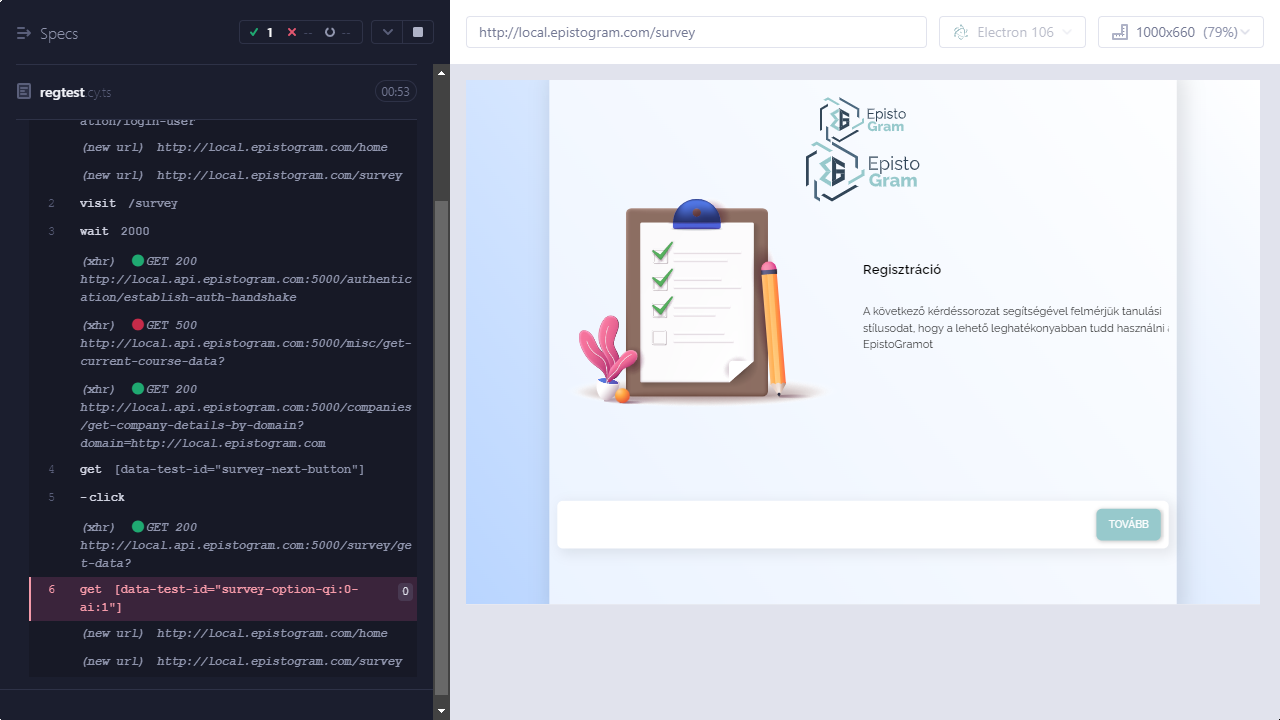 Specs
1
--
--
http://local.epistogram.com/survey
Electron 106
1000x660 (79%)
regtest.cy.ts
00:53
ation/login-user
(new url) http://local.epistogram.com/home
(new url) http://local.epistogram.com/survey
2 visit /survey
3 wait 2000
(xhr) GET 200
http://local.api.epistogram.com:5000/authentic
ation/establish-auth-handshake
(xhr) GET 500
http://local.api.epistogram.com:5000/misc/get-
current-course-data?
(xhr) GET 200
http://local.api.epistogram.com:5000/companies
/get-company-details-by-domain?
domain=http://local.epistogram.com
4 get [data-test-id="survey-next-button"]
5 -click
(xhr) GET 200
http://local.api.epistogram.com:5000/survey/ge
t-data?
6 get [data-test-id="survey-option-qi:0-
ai:1"]
0
(new url) http://local.epistogram.com/home
(new url) http://local.epistogram.com/survey
Episto
Gram
Episto
Gram
Regisztráció
A következő kérdéssorozat segítségével felmérjük tanulási
stílusodat, hogy a lehető leghatékonyabban tudd használni
EpistoGramot
TOVÁBB